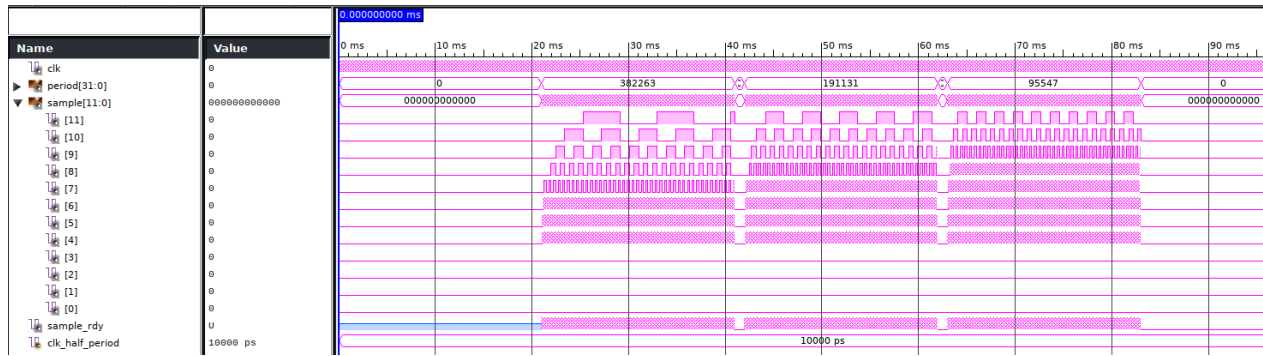 0.000000000 ms
Name Value 0 ms 10 ms 20 ms 30 ms 40 ms 50 ms 60 ms 70 ms 80 ms 90 ms
clk 0
period[31:0] 0 0 382263 191131 95547 0
sample[11:0] 000000000000 000000000000 000000000000
[11] 0
[10] 0
[9] 0
[8] 0
[7] 0
[6] 0
[5] 0
[4] 0
[3] 0
[2] 0
[1] 0
[0] 0
sample_rdy U
clk_half_period 10000 ps 10000 ps